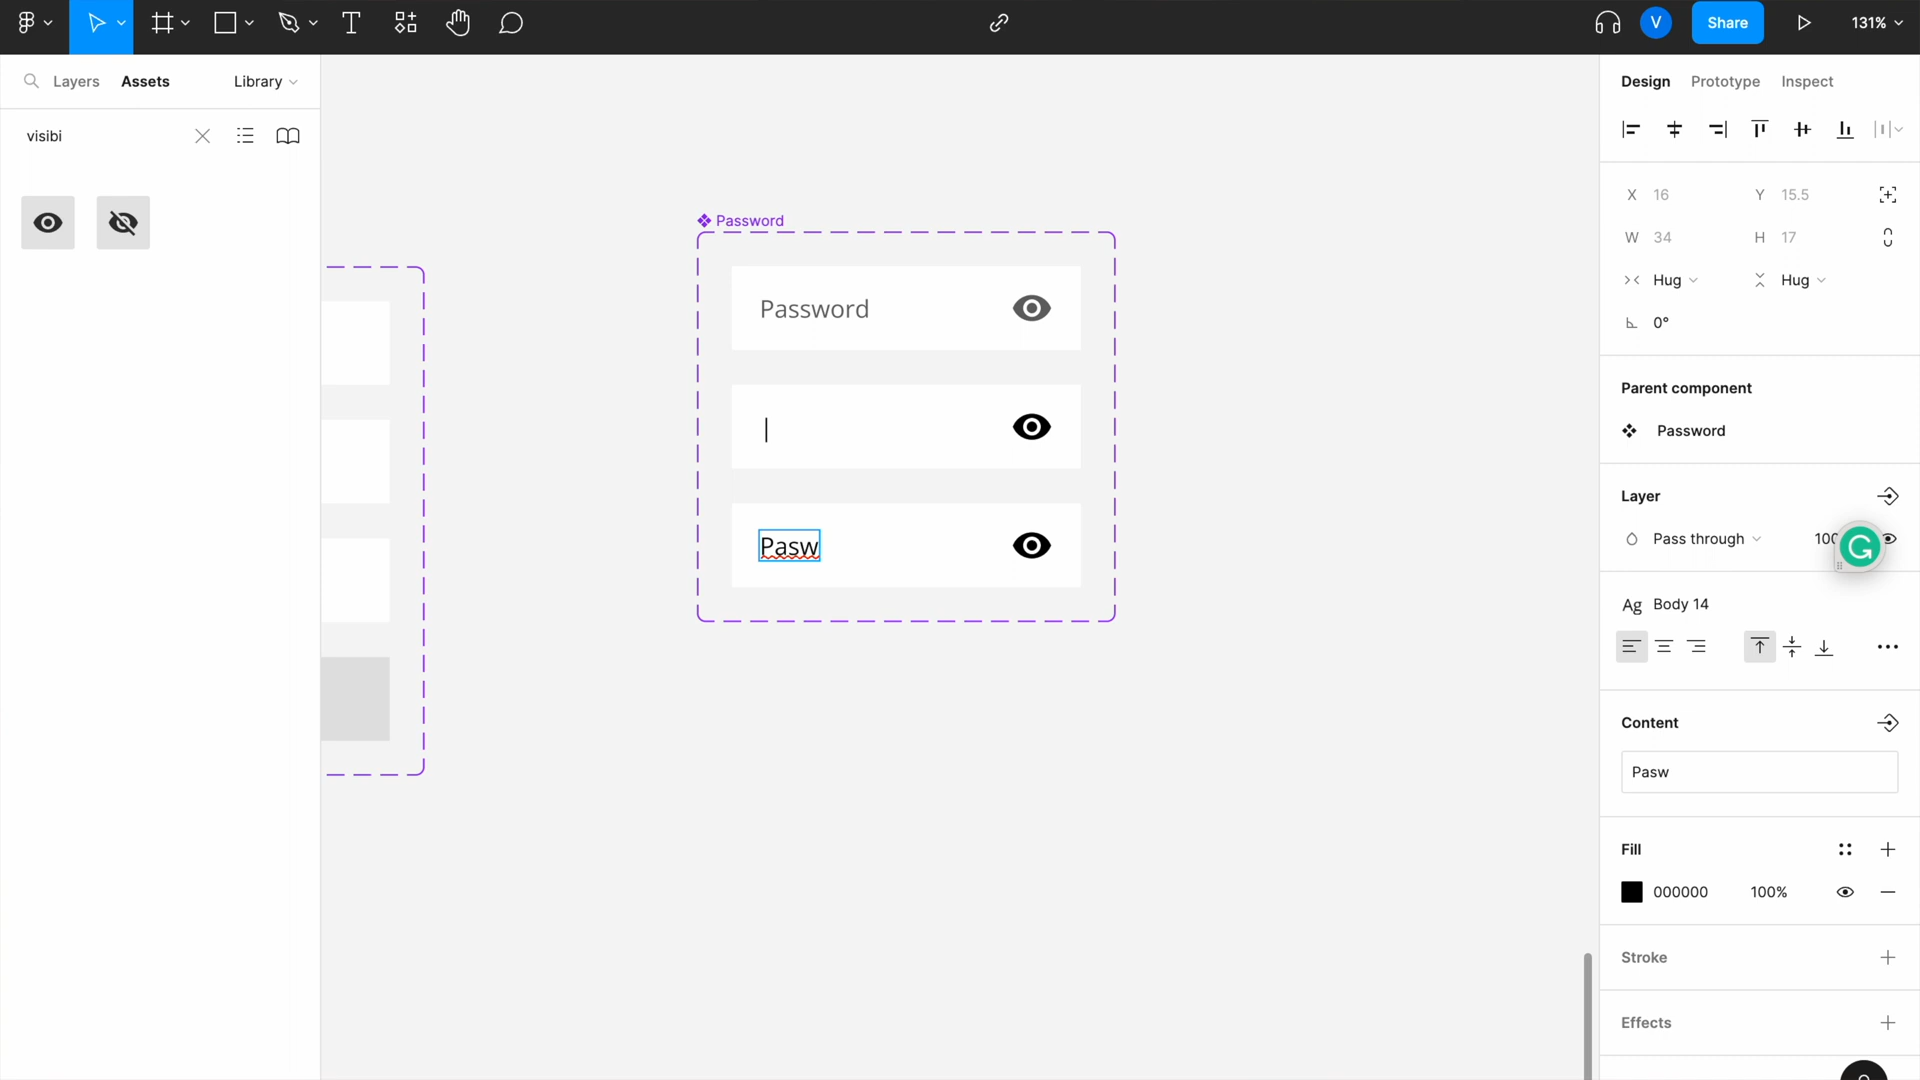 V
Share
131%
Layers
Assets
Library
Design
Prototype
Inspect
visibi
X 16
Y 15.5
W 34
H 17
Hug
Hug
0°
Password
Password
|
Pasw
Parent component
Password
Layer
Pass through
100
G
Ag Body 14
Content
Pasw
Fill
000000
100%
Stroke
Effects